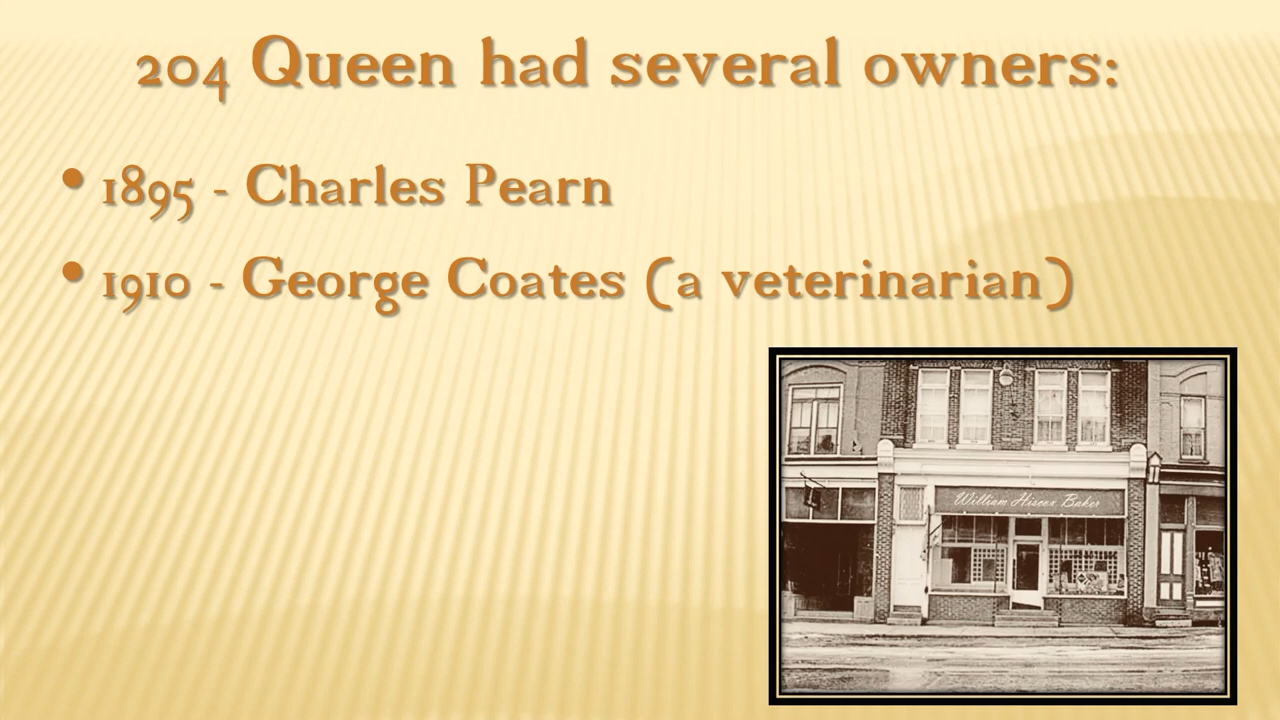 204 Queen had several owners:
• 1895 - Charles Pearn
• 1910 - George Coates (a veterinarian)
William Hiscox Baker